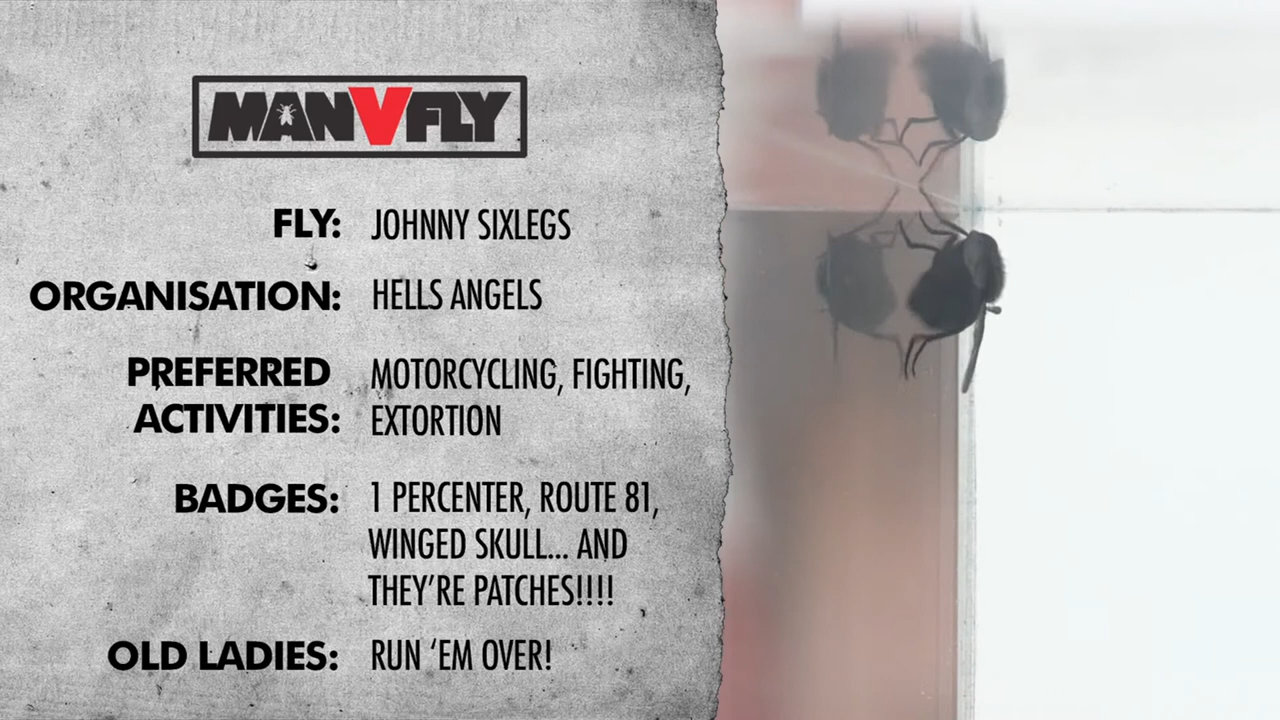 MANVFLY
FLY: JOHNNY SIXLEGS
ORGANISATION: HELLS ANGELS
PREFERRED MOTORCYCLING, FIGHTING,
ACTIVITIES: EXTORTION
BADGES: 1 PERCENTER, ROUTE 81,
WINGED SKULL... AND
THEY'RE PATCHES!!!!
OLD LADIES: RUN ‘EM OVER!